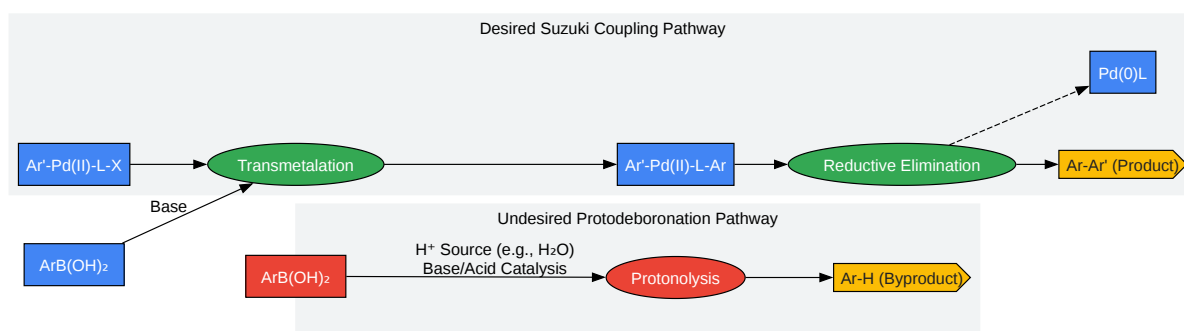 Desired Suzuki Coupling Pathway
Pd(0)L
Ar'-Pd(II)-L-X
Transmetalation
Ar'-Pd(II)-L-Ar
Reductive Elimination
Ar-Ar' (Product)
Base
ArB(OH)₂
Undesired Protodeboronation Pathway
ArB(OH)₂
H⁺ Source (e.g., H₂O)
Base/Acid Catalysis
Protonolysis
Ar-H (Byproduct)